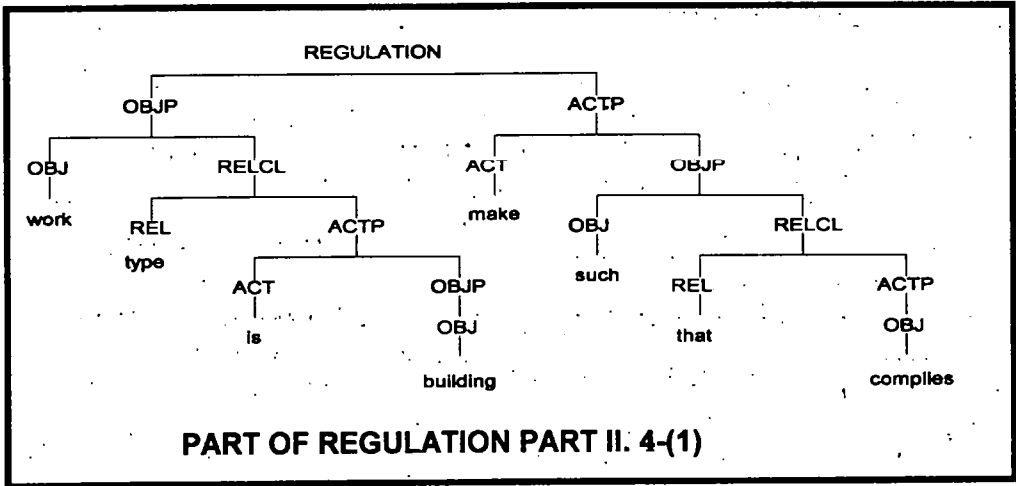 REGULATION
OBJP ACTP
OBJ RELCL ACT OBJP
work REL ACTP make OBJ RELCL
type such
ACT OBJP REL ACTP
is OBJ that OBJ
building complies
PART OF REGULATION PART II. 4-(1)